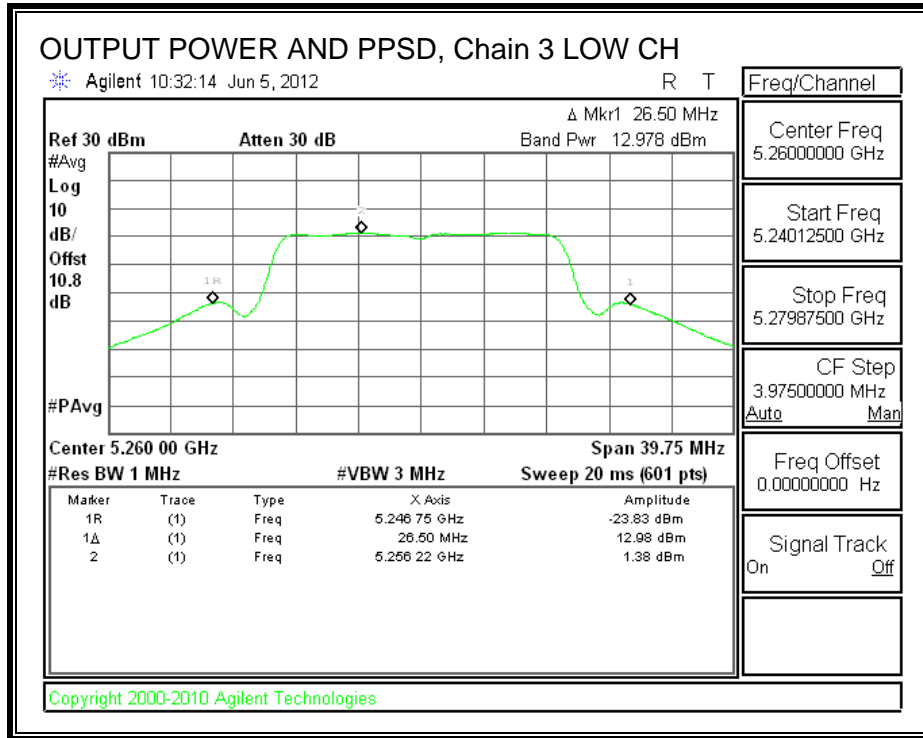 OUTPUT POWER AND PPSD, Chain 3 LOW CH
Agilent 10:32:14 Jun 5, 2012 R T
Freq/Channel
Δ Mkr1 26.50 MHz
Ref 30 dBm Atten 30 dB Band Pwr 12.978 dBm
#Avg
Log
10
dB/
Offst
10.8
dB
#PAvg
2
1R
1
Center 5.260 00 GHz Span 39.75 MHz
#Res BW 1 MHz #VBW 3 MHz Sweep 20 ms (601 pts)
Marker Trace Type X Axis Amplitude
1R (1) Freq 5.246 75 GHz -23.83 dBm
1Δ (1) Freq 26.50 MHz 12.98 dBm
2 (1) Freq 5.256 22 GHz 1.38 dBm
Center Freq
5.26000000 GHz
Start Freq
5.24012500 GHz
Stop Freq
5.27987500 GHz
CF Step
3.97500000 MHz
Auto Man
Freq Offset
0.00000000 Hz
Signal Track
On Off
Copyright 2000-2010 Agilent Technologies